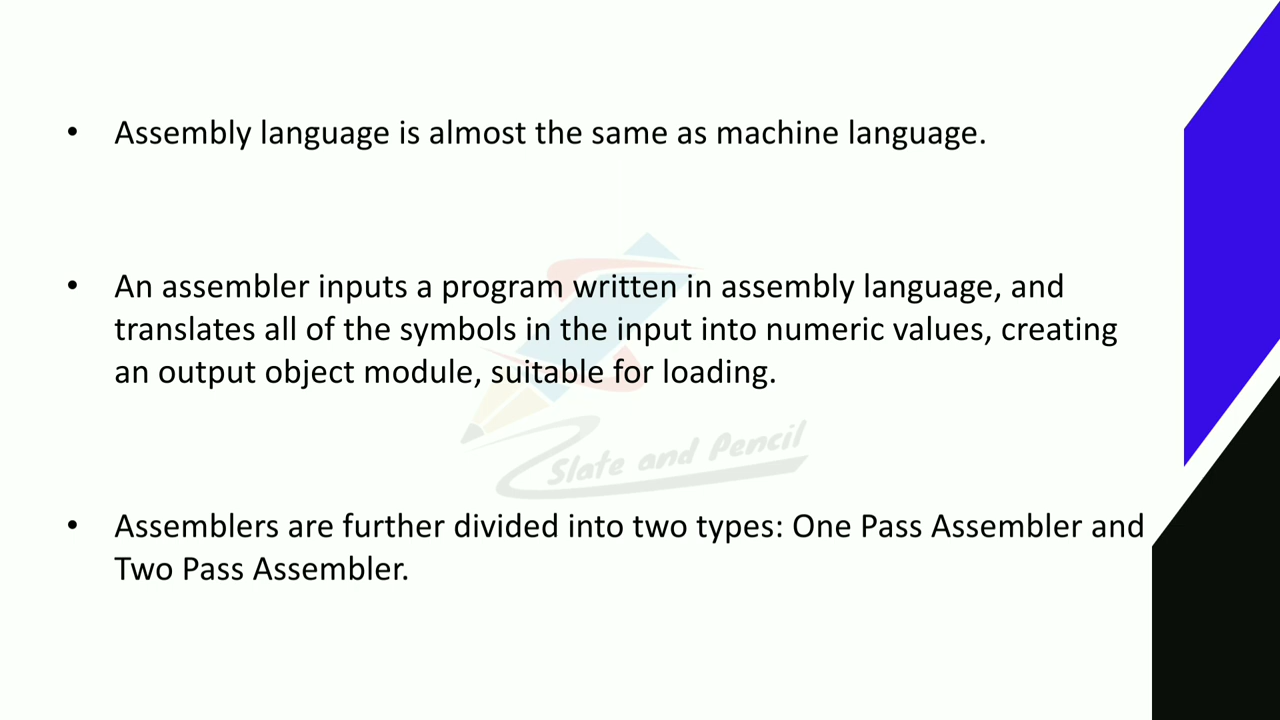 • Assembly language is almost the same as machine language.
• An assembler inputs a program written in assembly language, and
translates all of the symbols in the input into numeric values, creating
an output object module, suitable for loading.
Slate and Pencil
• Assemblers are further divided into two types: One Pass Assembler and
Two Pass Assembler.